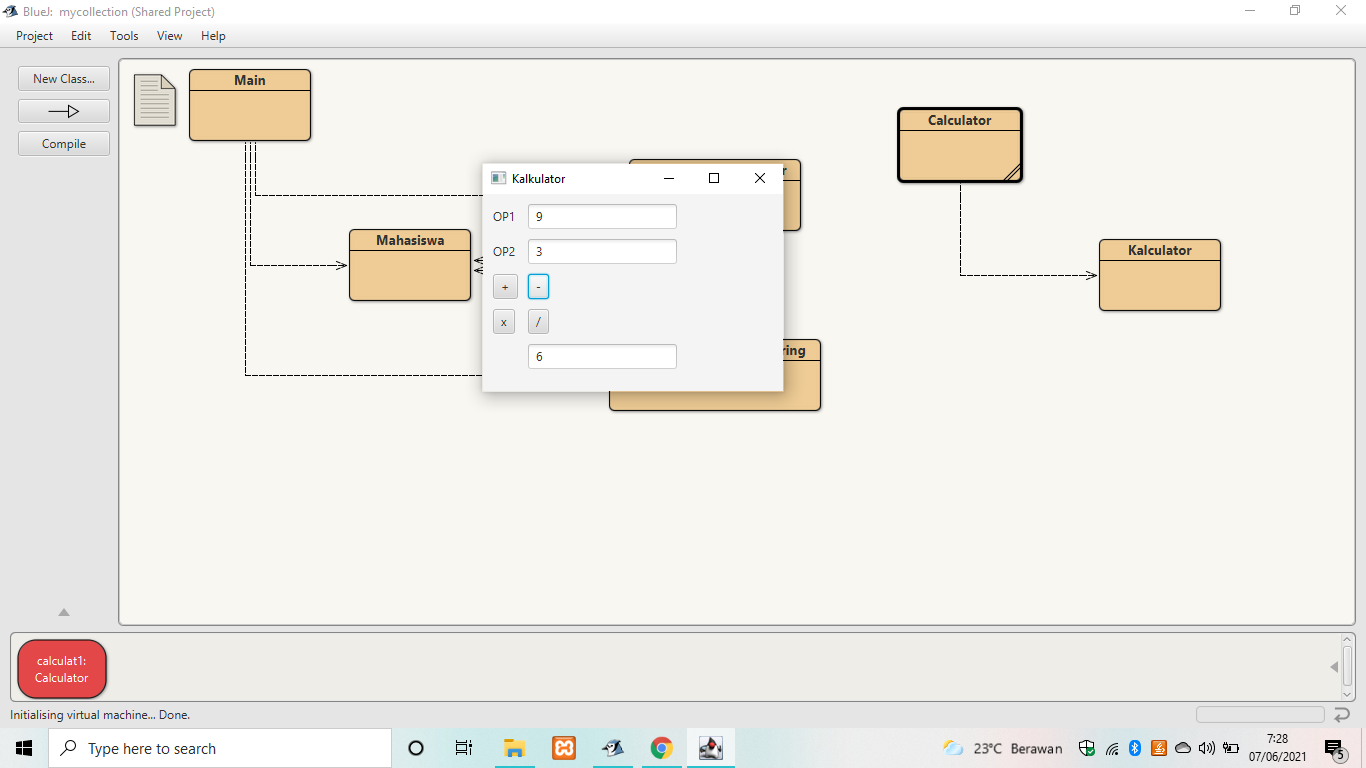 BlueJ: mycollection (Shared Project)
Project Edit Tools View Help
New Class...
Compile
Main
Mahasiswa
Calculator
Kalculator
Kalkulator
OP1 9
OP2 3
+ -
x /
6
calculat1:
Calculator
Initialising virtual machine... Done.
Type here to search
23°C Berawan
7:28
07/06/2021
5